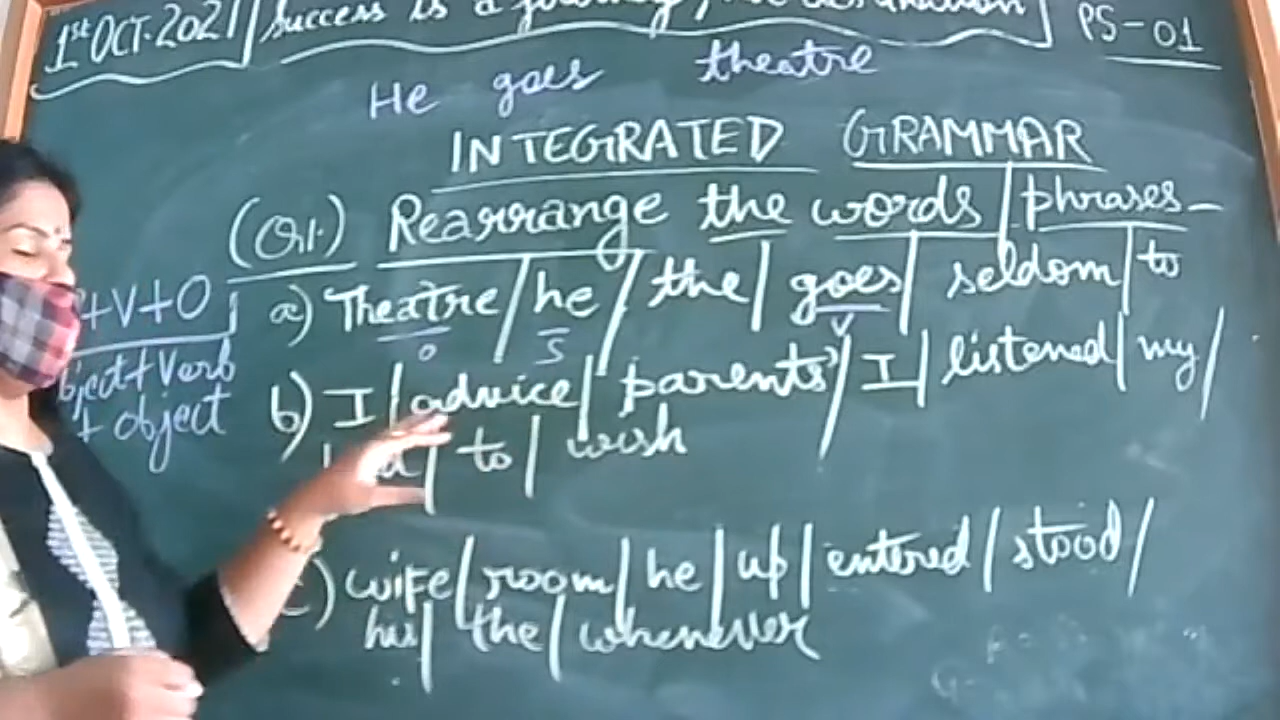 1st OCT. 2021 Success is a journey, PS-01
He goes theatre
INTEGRATED GRAMMAR
(Q1.) Rearrange the words / phrases-
a) Theatre / he / the / goes / seldom / to
O S V
+V+O
bject + Verb
+ object
b) I / advice / parents' / I / listened / my /
/ to / wish
) wife / room / he / up / entered / stood /
his / the / whenever